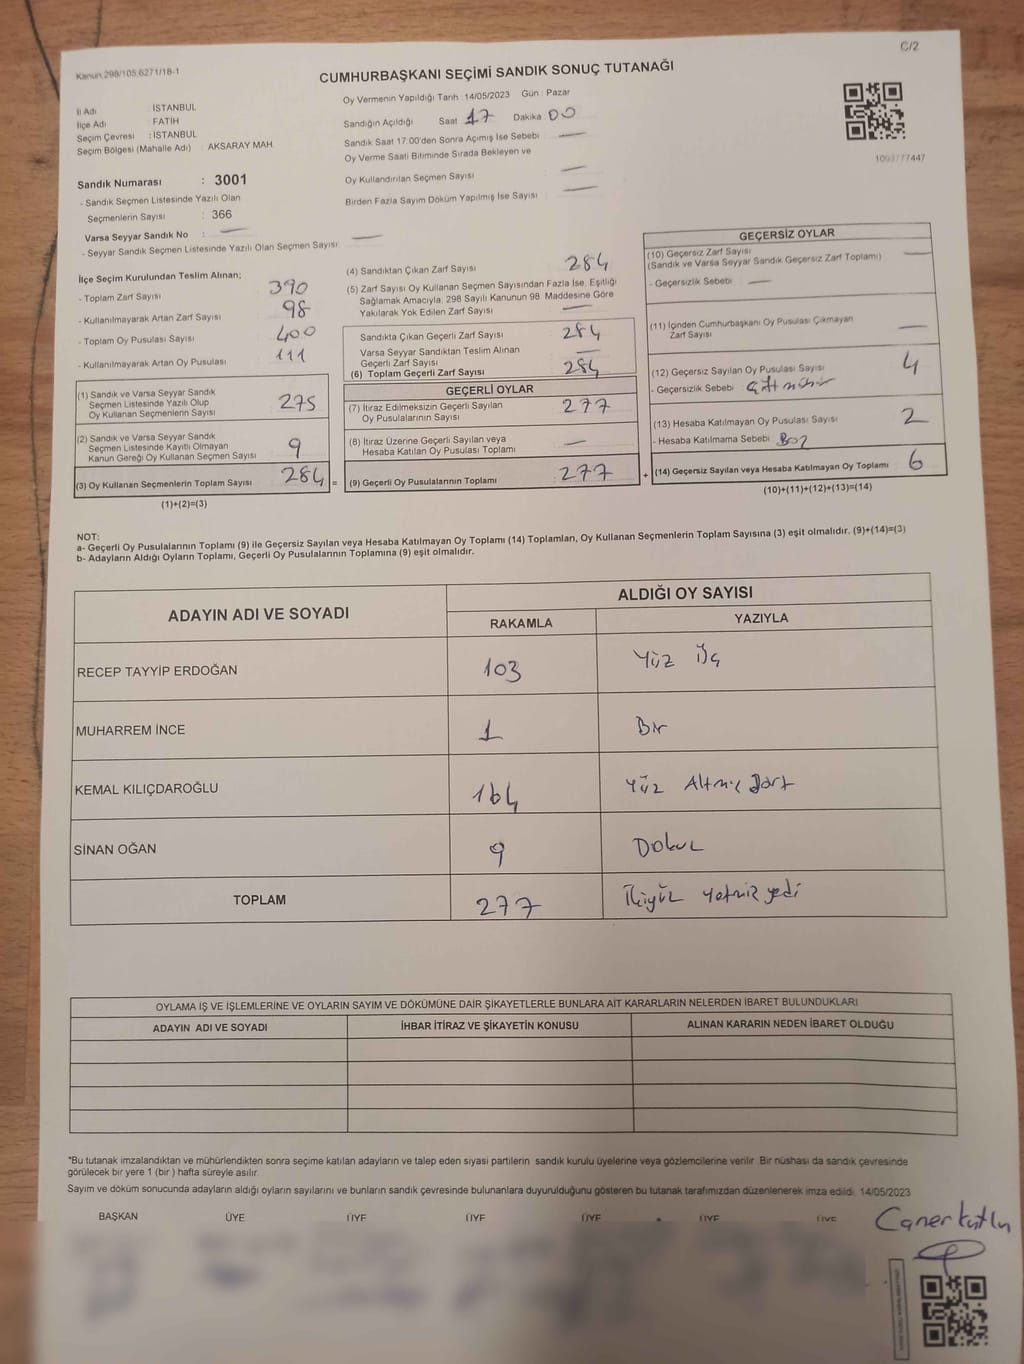 C/2
Kanun 298/105.6271/18-1
CUMHURBAŞKANI SEÇİMİ SANDIK SONUÇ TUTANAĞI
İl Adı : İSTANBUL
İlçe Adı : FATİH
Seçim Çevresi : İSTANBUL
Seçim Bölgesi (Mahalle Adı) : AKSARAY MAH.
Oy Vermenin Yapıldığı Tarih : 14/05/2023 Gün : Pazar
Sandığın Açıldığı Saat 17 Dakika : 00
Sandık Saat 17:00'den Sonra Açımış İse Sebebi —
Oy Verme Saati Bitiminde Sırada Bekleyen ve
Oy Kullandırılan Seçmen Sayısı —
Birden Fazla Sayım Döküm Yapılmış İse Sayısı —
1093777447
Sandık Numarası : 3001
- Sandık Seçmen Listesinde Yazılı Olan
Seçmenlerin Sayısı : 366
Varsa Seyyar Sandık No : —
- Seyyar Sandık Seçmen Listesinde Yazılı Olan Seçmen Sayısı: —
İlçe Seçim Kurulundan Teslim Alınan;
- Toplam Zarf Sayısı 390
- Kullanılmayarak Artan Zarf Sayısı 98
- Toplam Oy Pusulası Sayısı 400
- Kullanılmayarak Artan Oy Pusulası 111
(1) Sandık ve Varsa Seyyar Sandık
Seçmen Listesinde Yazılı Olup
Oy Kullanan Seçmenlerin Sayısı 275
(2) Sandık ve Varsa Seyyar Sandık
Seçmen Listesinde Kayıtlı Olmayan
Kanun Gereği Oy Kullanan Seçmen Sayısı 9
(3) Oy Kullanan Seçmenlerin Toplam Sayısı 284 =
(1)+(2)=(3)
(4) Sandıktan Çıkan Zarf Sayısı 284
(5) Zarf Sayısı Oy Kullanan Seçmen Sayısından Fazla İse, Eşitliği
Sağlamak Amacıyla, 298 Sayılı Kanunun 98. Maddesine Göre
Yakılarak Yok Edilen Zarf Sayısı —
Sandıkta Çıkan Geçerli Zarf Sayısı 284
Varsa Seyyar Sandıktan Teslim Alınan
Geçerli Zarf Sayısı —
(6) Toplam Geçerli Zarf Sayısı 284
GEÇERLİ OYLAR
(7) İtiraz Edilmeksizin Geçerli Sayılan
Oy Pusulalarının Sayısı 277
(8) İtiraz Üzerine Geçerli Sayılan veya
Hesaba Katılan Oy Pusulası Toplamı —
(9) Geçerli Oy Pusulalarının Toplamı 277 +
GEÇERSİZ OYLAR
(10) Geçersiz Zarf Sayısı
(Sandık ve Varsa Seyyar Sandık Geçersiz Zarf Toplamı) —
- Geçersizlik Sebebi : —
(11) İçinden Cumhurbaşkanı Oy Pusulası Çıkmayan
Zarf Sayısı —
(12) Geçersiz Sayılan Oy Pusulası Sayısı 4
- Geçersizlik Sebebi Çift mühür
(13) Hesaba Katılmayan Oy Pusulası Sayısı 2
- Hesaba Katılmama Sebebi Boz
(14) Geçersiz Sayılan veya Hesaba Katılmayan Oy Toplamı 6
(10)+(11)+(12)+(13)=(14)
NOT:
a- Geçerli Oy Pusulalarının Toplamı (9) ile Geçersiz Sayılan veya Hesaba Katılmayan Oy Toplamı (14) Toplamları, Oy Kullanan Seçmenlerin Toplam Sayısına (3) eşit olmalıdır. (9)+(14)=(3)
b- Adayların Aldığı Oyların Toplamı, Geçerli Oy Pusulalarının Toplamına (9) eşit olmalıdır.
ADAYIN ADI VE SOYADI ALDIĞI OY SAYISI
RAKAMLA YAZIYLA
RECEP TAYYİP ERDOĞAN 103 Yüz Üç
MUHARREM İNCE 1 Bir
KEMAL KILIÇDAROĞLU 164 Yüz Altmış Dört
SİNAN OĞAN 9 Dokuz
TOPLAM 277 İkiyüz yetmiş yedi
OYLAMA İŞ VE İŞLEMLERİNE VE OYLARIN SAYIM VE DÖKÜMÜNE DAİR ŞİKAYETLERLE BUNLARA AİT KARARLARIN NELERDEN İBARET BULUNDUKLARI
ADAYIN ADI VE SOYADI İHBAR İTİRAZ VE ŞİKAYETİN KONUSU ALINAN KARARIN NEDEN İBARET OLDUĞU
*Bu tutanak imzalandıktan ve mühürlendikten sonra seçime katılan adayların ve talep eden siyasi partilerin sandık kurulu üyelerine veya gözlemcilerine verilir. Bir nüshası da sandık çevresinde
görülecek bir yere 1 (bir ) hafta süreyle asılır.
Sayım ve döküm sonucunda adayların aldığı oyların sayılarını ve bunların sandık çevresinde bulunanlara duyurulduğunu gösteren bu tutanak tarafımızdan düzenlenerek imza edildi. 14/05/2023
BAŞKAN ÜYE ÜYE ÜYE ÜYE ÜYE ÜYE
Caner Kutlu